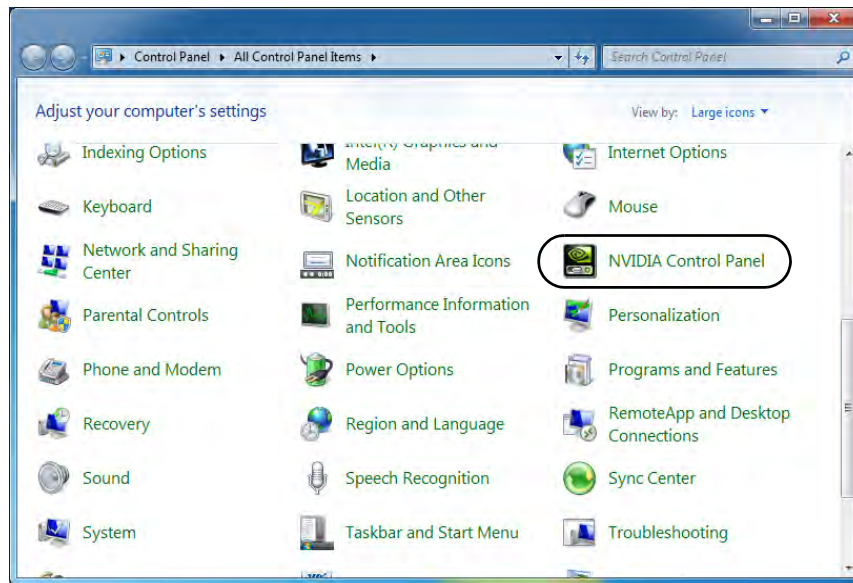 Control Panel All Control Panel Items
Search Control Panel
Adjust your computer's settings
View by: Large icons
Indexing Options
Intel(R) Graphics and
Media
Internet Options
Keyboard
Location and Other
Sensors
Mouse
Network and Sharing
Center
Notification Area Icons
NVIDIA Control Panel
Parental Controls
Performance Information
and Tools
Personalization
Phone and Modem
Power Options
Programs and Features
Recovery
Region and Language
RemoteApp and Desktop
Connections
Sound
Speech Recognition
Sync Center
System
Taskbar and Start Menu
Troubleshooting